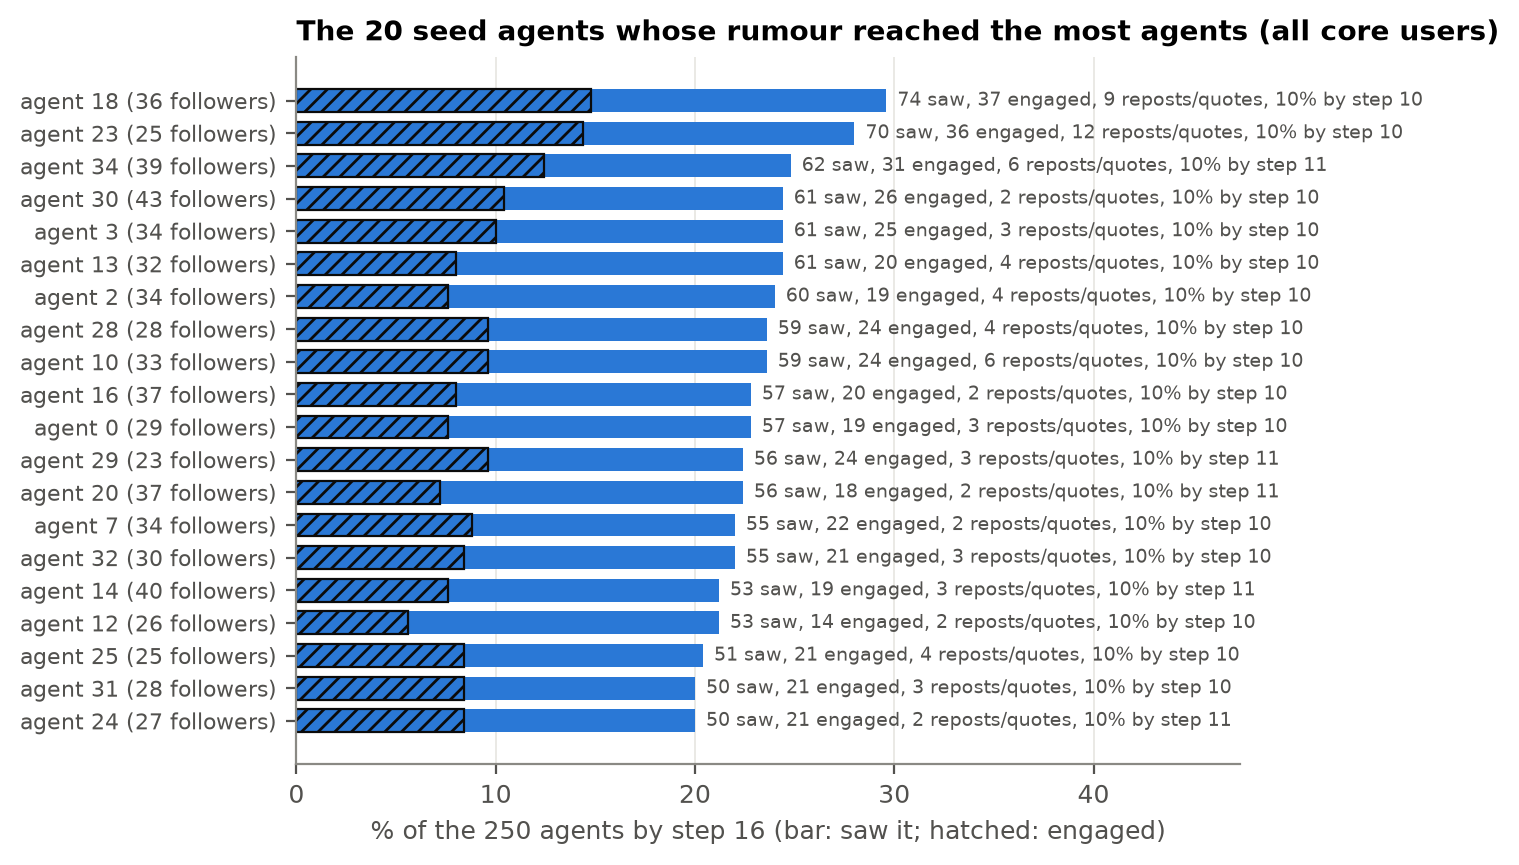 The 20 seed agents whose rumour reached the most agents (all core users)
agent 18 (36 followers) 74 saw, 37 engaged, 9 reposts/quotes, 10% by step 10
agent 23 (25 followers) 70 saw, 36 engaged, 12 reposts/quotes, 10% by step 10
agent 34 (39 followers) 62 saw, 31 engaged, 6 reposts/quotes, 10% by step 11
agent 30 (43 followers) 61 saw, 26 engaged, 2 reposts/quotes, 10% by step 10
agent 3 (34 followers) 61 saw, 25 engaged, 3 reposts/quotes, 10% by step 10
agent 13 (32 followers) 61 saw, 20 engaged, 4 reposts/quotes, 10% by step 10
agent 2 (34 followers) 60 saw, 19 engaged, 4 reposts/quotes, 10% by step 10
agent 28 (28 followers) 59 saw, 24 engaged, 4 reposts/quotes, 10% by step 10
agent 10 (33 followers) 59 saw, 24 engaged, 6 reposts/quotes, 10% by step 10
agent 16 (37 followers) 57 saw, 20 engaged, 2 reposts/quotes, 10% by step 10
agent 0 (29 followers) 57 saw, 19 engaged, 3 reposts/quotes, 10% by step 10
agent 29 (23 followers) 56 saw, 24 engaged, 3 reposts/quotes, 10% by step 11
agent 20 (37 followers) 56 saw, 18 engaged, 2 reposts/quotes, 10% by step 11
agent 7 (34 followers) 55 saw, 22 engaged, 2 reposts/quotes, 10% by step 10
agent 32 (30 followers) 55 saw, 21 engaged, 3 reposts/quotes, 10% by step 10
agent 14 (40 followers) 53 saw, 19 engaged, 3 reposts/quotes, 10% by step 11
agent 12 (26 followers) 53 saw, 14 engaged, 2 reposts/quotes, 10% by step 10
agent 25 (25 followers) 51 saw, 21 engaged, 4 reposts/quotes, 10% by step 10
agent 31 (28 followers) 50 saw, 21 engaged, 3 reposts/quotes, 10% by step 10
agent 24 (27 followers) 50 saw, 21 engaged, 2 reposts/quotes, 10% by step 11
0 10 20 30 40
% of the 250 agents by step 16 (bar: saw it; hatched: engaged)